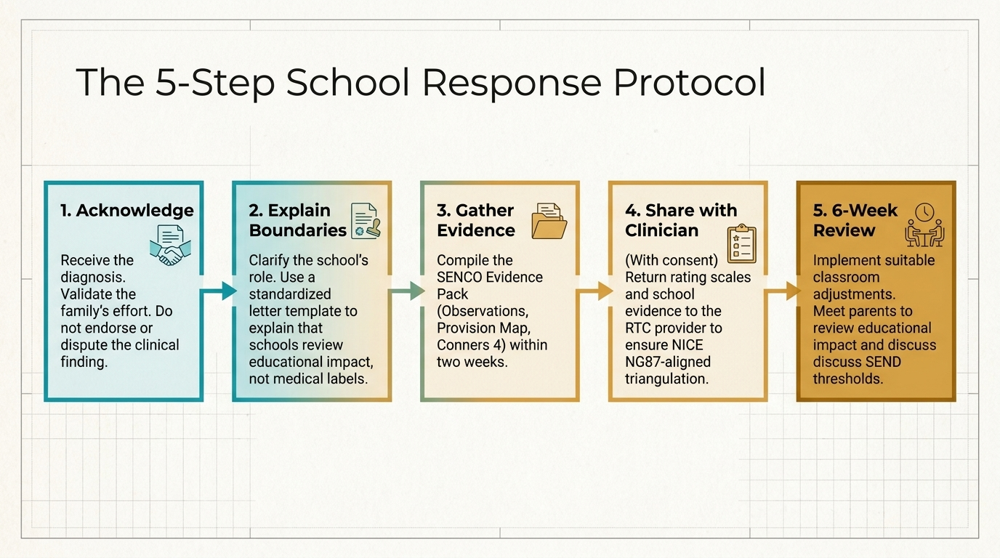 The 5-Step School Response Protocol
1. Acknowledge
Receive the
diagnosis.
Validate the
family's effort. Do
not endorse or
dispute the clinical
finding.
2. Explain
Boundaries
Clarify the school's
role. Use a
standardized
letter template to
explain that
schools review
educational impact,
not medical labels.
3. Gather
Evidence
Compile the
SENCO Evidence
Pack
(Observations,
Provision Map,
Conners 4) within
two weeks.
4. Share with
Clinician
(With consent)
Return rating scales
and school
evidence to the
RTC provider to
ensure NICE
NG87-aligned
triangulation.
5. 6-Week
Review
Implement suitable
classroom
adjustments.
Meet parents to
review educational
impact and discuss
discuss SEND
thresholds.